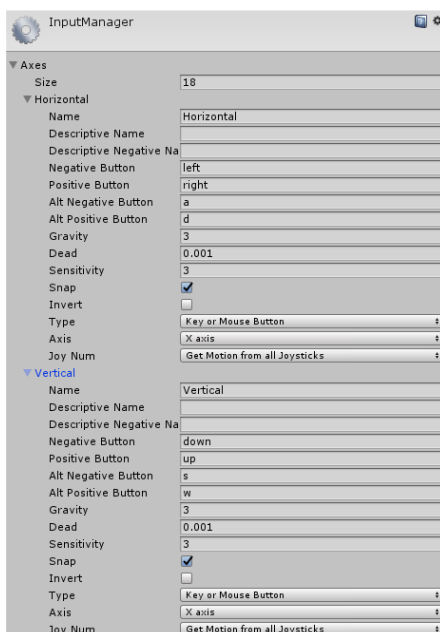 InputManager
Axes
Size 18
Horizontal
Name Horizontal
Descriptive Name
Descriptive Negative Na
Negative Button left
Positive Button right
Alt Negative Button a
Alt Positive Button d
Gravity 3
Dead 0.001
Sensitivity 3
Snap
Invert
Type Key or Mouse Button
Axis X axis
Joy Num Get Motion from all Joysticks
Vertical
Name Vertical
Descriptive Name
Descriptive Negative Na
Negative Button down
Positive Button up
Alt Negative Button s
Alt Positive Button w
Gravity 3
Dead 0.001
Sensitivity 3
Snap
Invert
Type Key or Mouse Button
Axis X axis
Joy Num Get Motion from all Joysticks